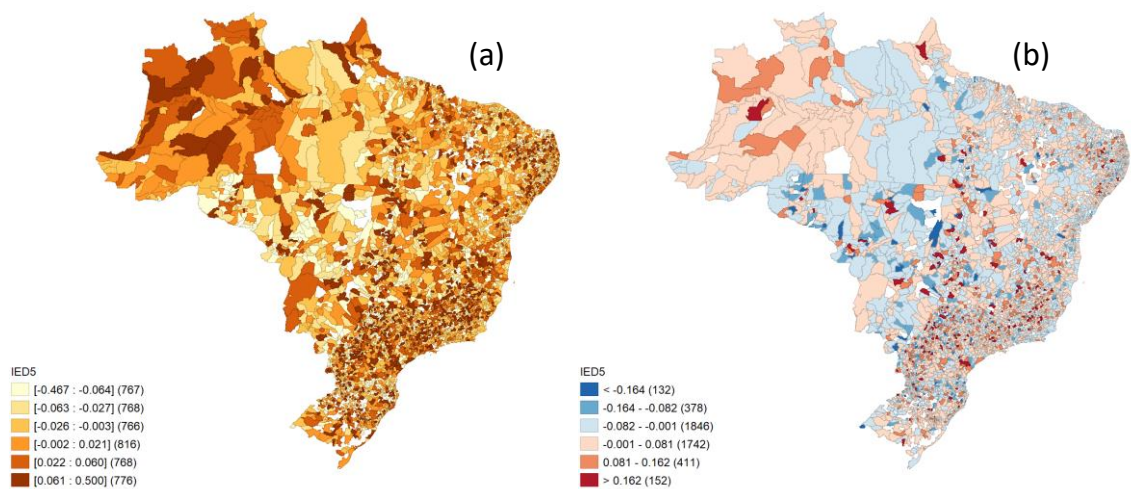 (a)
IED5
[-0.467 : -0.064] (767)
[-0.063 : -0.027] (768)
[-0.026 : -0.003] (766)
[-0.002 : 0.021] (816)
[0.022 : 0.060] (768)
[0.061 : 0.500] (776)
(b)
IED5
< -0.164 (132)
-0.164 - -0.082 (378)
-0.082 - -0.001 (1846)
-0.001 - 0.081 (1742)
0.081 - 0.162 (411)
> 0.162 (152)